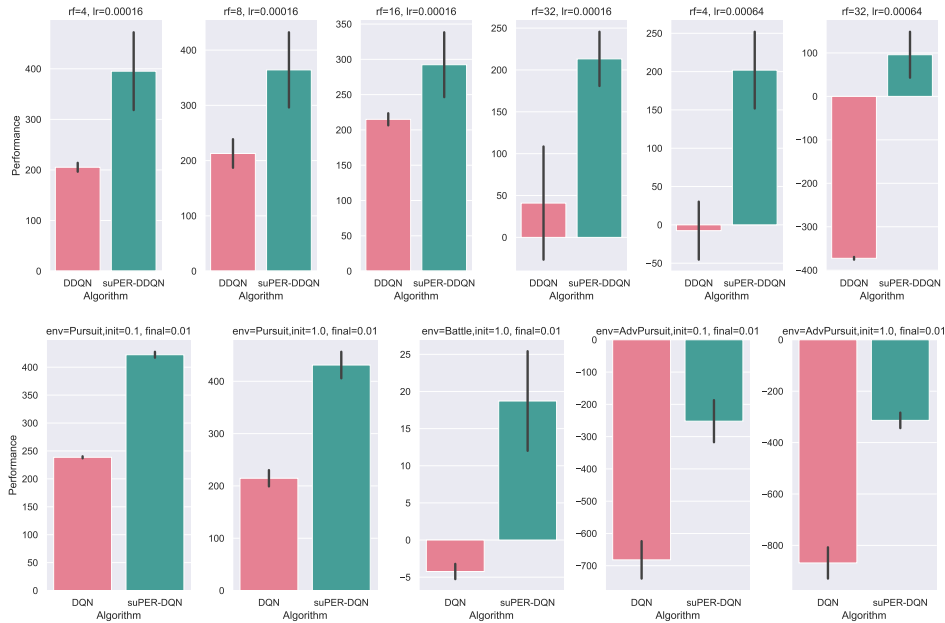 rf=4, lr=0.00016
rf=8, lr=0.00016
rf=16, lr=0.00016
rf=32, lr=0.00016
rf=4, lr=0.00064
rf=32, lr=0.00064
Performance
400
300
200
100
0
DDQN suPER-DDQN
Algorithm
400
300
200
100
0
DDQN suPER-DDQN
Algorithm
350
300
250
200
150
100
50
0
DDQN suPER-DDQN
Algorithm
250
200
150
100
50
0
DDQN suPER-DDQN
Algorithm
250
200
150
100
50
0
−50
DDQN suPER-DDQN
Algorithm
100
0
−100
−200
−300
−400
DDQN suPER-DDQN
Algorithm
env=Pursuit,init=0.1, final=0.01
env=Pursuit,init=1.0, final=0.01
env=Battle,init=1.0, final=0.01
env=AdvPursuit,init=0.1, final=0.01
env=AdvPursuit,init=1.0, final=0.01
Performance
400
350
300
250
200
150
100
50
0
DQN suPER-DQN
Algorithm
400
300
200
100
0
DQN suPER-DQN
Algorithm
25
20
15
10
5
0
−5
DQN suPER-DQN
Algorithm
0
−100
−200
−300
−400
−500
−600
−700
DQN suPER-DQN
Algorithm
0
−200
−400
−600
−800
DQN suPER-DQN
Algorithm